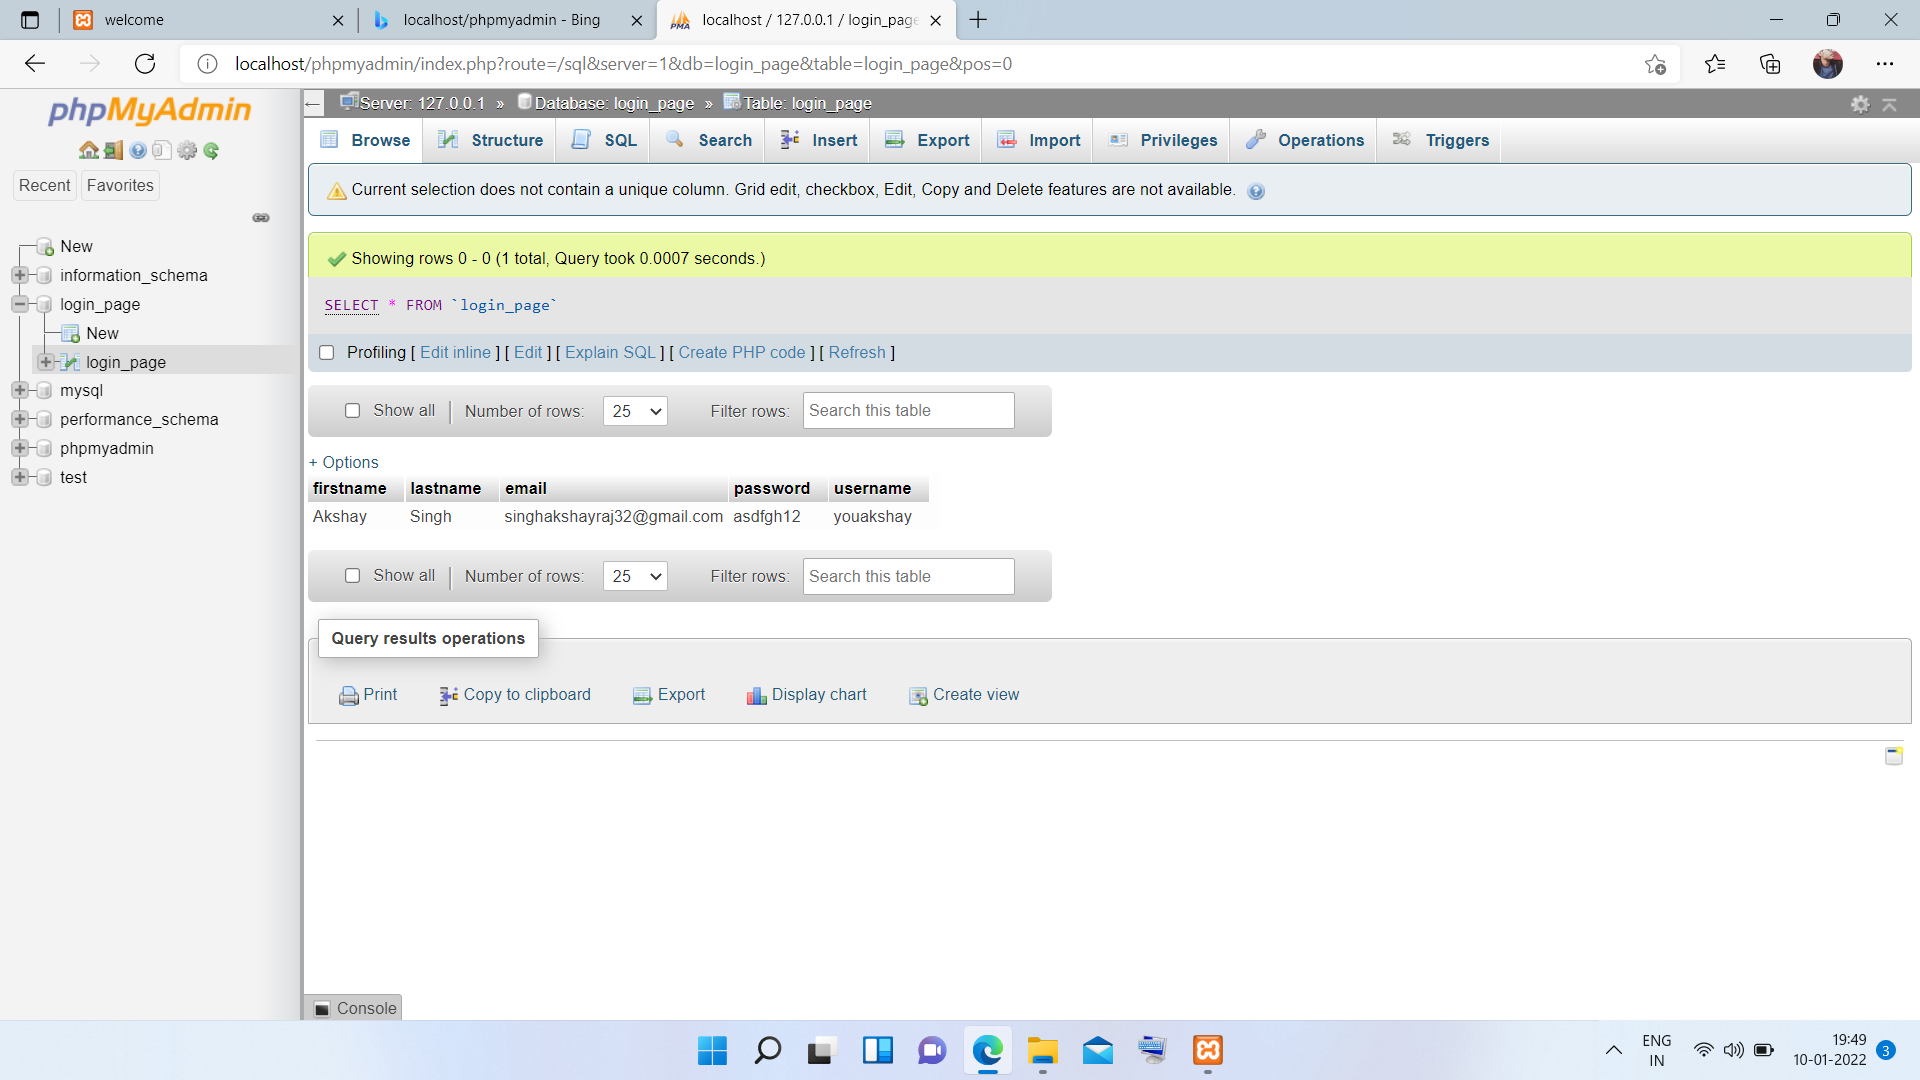 welcome
localhost/phpmyadmin - Bing
localhost / 127.0.0.1 / login_page
localhost/phpmyadmin/index.php?route=/sql&server=1&db=login_page&table=login_page&pos=0
phpMyAdmin
Recent Favorites
New
information_schema
login_page
New
login_page
mysql
performance_schema
phpmyadmin
test
Server: 127.0.0.1 » Database: login_page » Table: login_page
Browse Structure SQL Search Insert Export Import Privileges Operations Triggers
Current selection does not contain a unique column. Grid edit, checkbox, Edit, Copy and Delete features are not available.
Showing rows 0 - 0 (1 total, Query took 0.0007 seconds.)
SELECT * FROM `login_page`
Profiling [ Edit inline ] [ Edit ] [ Explain SQL ] [ Create PHP code ] [ Refresh ]
Show all | Number of rows: 25 Filter rows: Search this table
+ Options
firstname lastname email password username
Akshay Singh singhakshayraj32@gmail.com asdfgh12 youakshay
Show all | Number of rows: 25 Filter rows: Search this table
Query results operations
Print Copy to clipboard Export Display chart Create view
Console
ENG
IN
19:49
10-01-2022
3